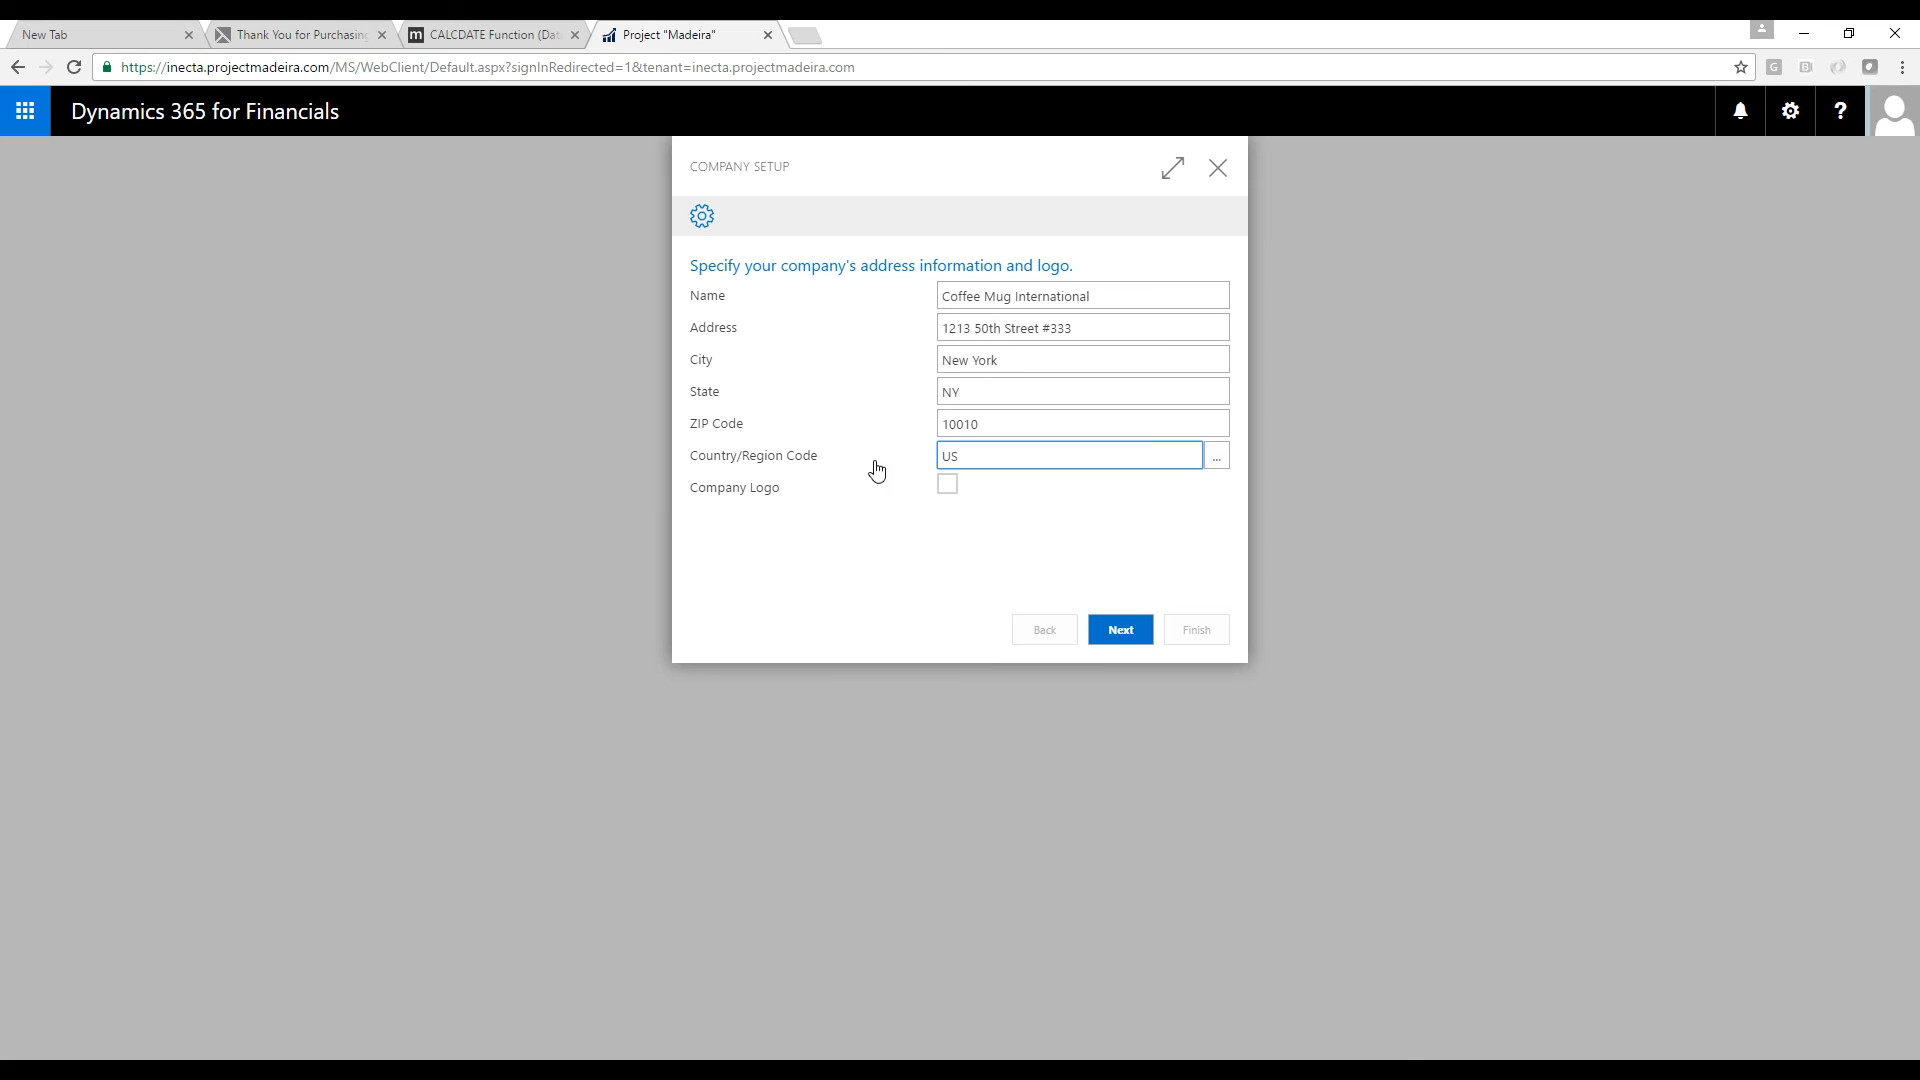 New Tab
Thank You for Purchasing
CALCDATE Function (Dat
Project "Madeira"
https://inecta.projectmadeira.com/MS/WebClient/Default.aspx?signInRedirected=1&tenant=inecta.projectmadeira.com
Dynamics 365 for Financials
?
COMPANY SETUP
Specify your company's address information and logo.
Name
Coffee Mug International
Address
1213 50th Street #333
City
New York
State
NY
ZIP Code
10010
Country/Region Code
US
...
Company Logo
Back
Next
Finish